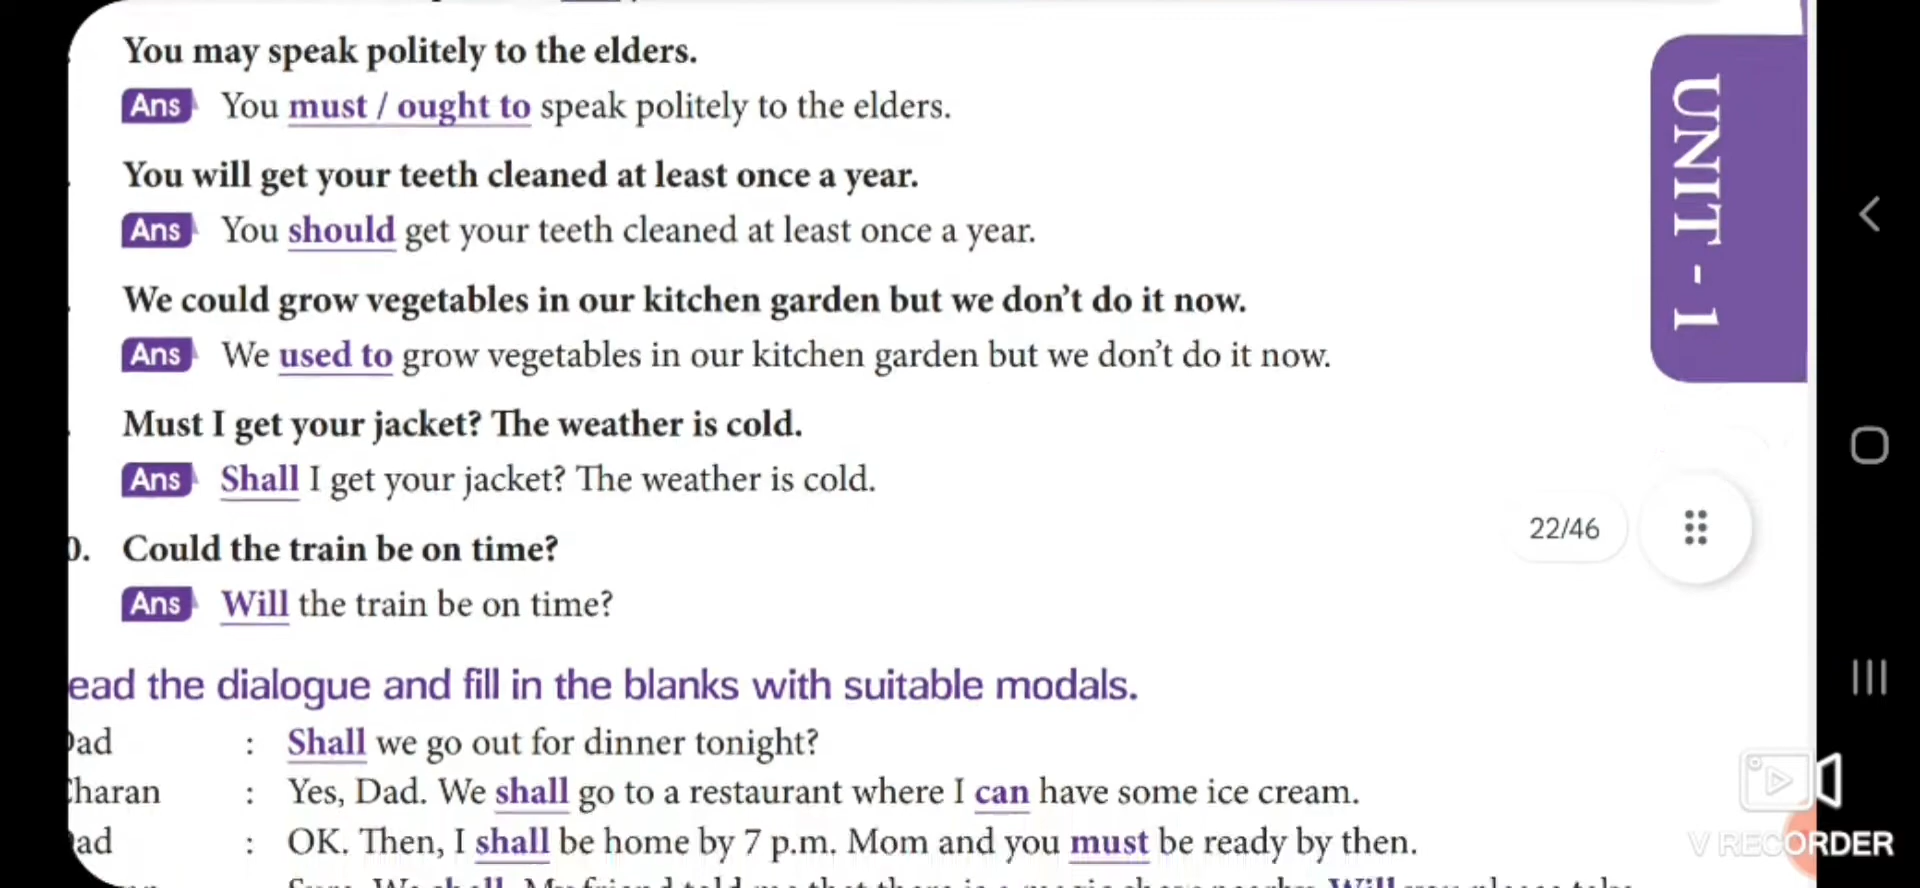 You may speak politely to the elders.
Ans You must / ought to speak politely to the elders.
You will get your teeth cleaned at least once a year.
Ans You should get your teeth cleaned at least once a year.
We could grow vegetables in our kitchen garden but we don't do it now.
Ans We used to grow vegetables in our kitchen garden but we don't do it now.
Must I get your jacket? The weather is cold.
Ans Shall I get your jacket? The weather is cold.
0. Could the train be on time?
Ans Will the train be on time?
ead the dialogue and fill in the blanks with suitable modals.
Dad : Shall we go out for dinner tonight?
Charan : Yes, Dad. We shall go to a restaurant where I can have some ice cream.
Dad : OK. Then, I shall be home by 7 p.m. Mom and you must be ready by then.
UNIT - 1
22/46
V RECORDER